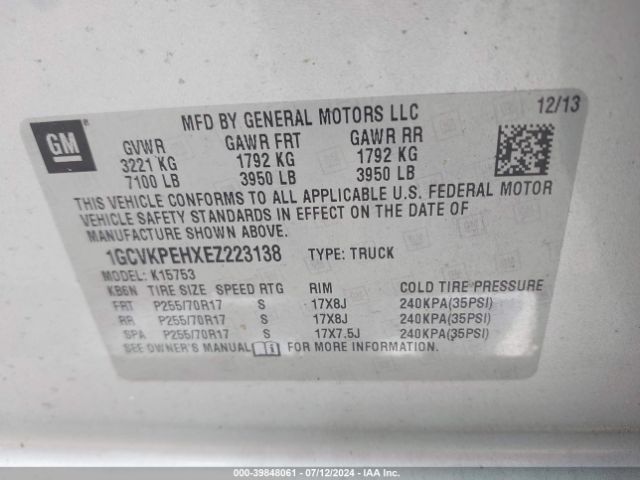 GM
MFD BY GENERAL MOTORS LLC
12/13
GVWR GAWR FRT GAWR RR
3221 KG 1792 KG 1792 KG
7100 LB 3950 LB 3950 LB
THIS VEHICLE CONFORMS TO ALL APPLICABLE U.S. FEDERAL MOTOR
VEHICLE SAFETY STANDARDS IN EFFECT ON THE DATE OF
MANUFACTURE SHOWN ABOVE.
1GCVKPEHXEZ223138 TYPE: TRUCK
MODEL: K15753
KB6N TIRE SIZE SPEED RTG RIM COLD TIRE PRESSURE
FRT P255/70R17 S 17X8J 240KPA(35PSI)
RR P255/70R17 S 17X8J 240KPA(35PSI)
SPA P255/70R17 S 17X7.5J 240KPA(35PSI)
SEE OWNER'S MANUAL FOR MORE INFORMATION.
000-39848061 - 07/12/2024 - IAA Inc.